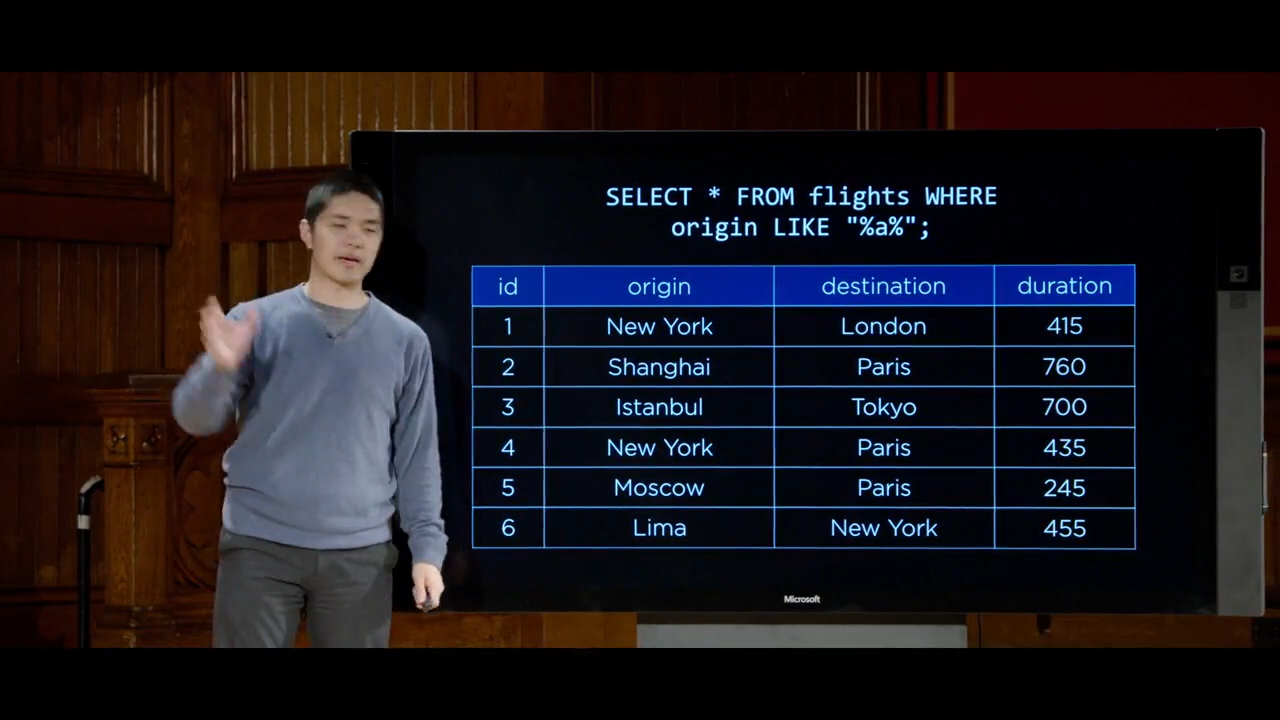 SELECT * FROM flights WHERE
origin LIKE "%a%";
id origin destination duration
1 New York London 415
2 Shanghai Paris 760
3 Istanbul Tokyo 700
4 New York Paris 435
5 Moscow Paris 245
6 Lima New York 455
Microsoft